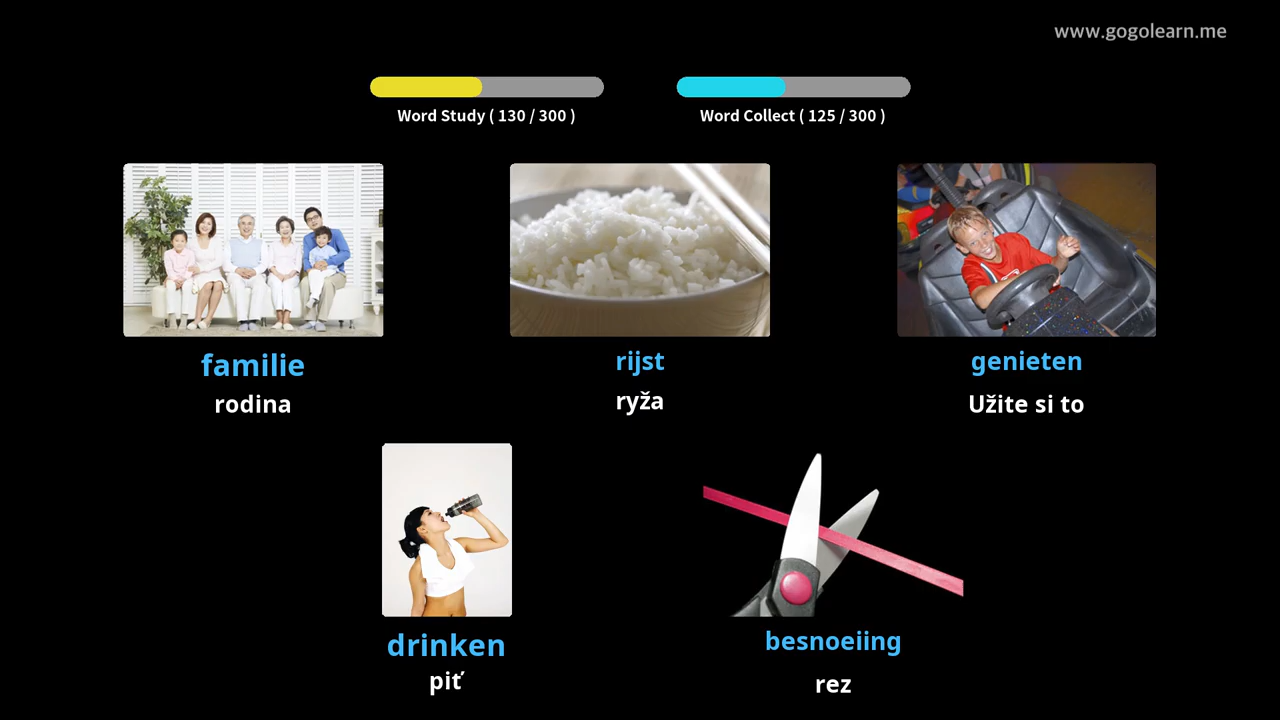 www.gogolearn.me
Word Study ( 130 / 300 )
Word Collect ( 125 / 300 )
familie
rijst
genieten
rodina
ryža
Užite si to
drinken
besnoeiing
piť
rez